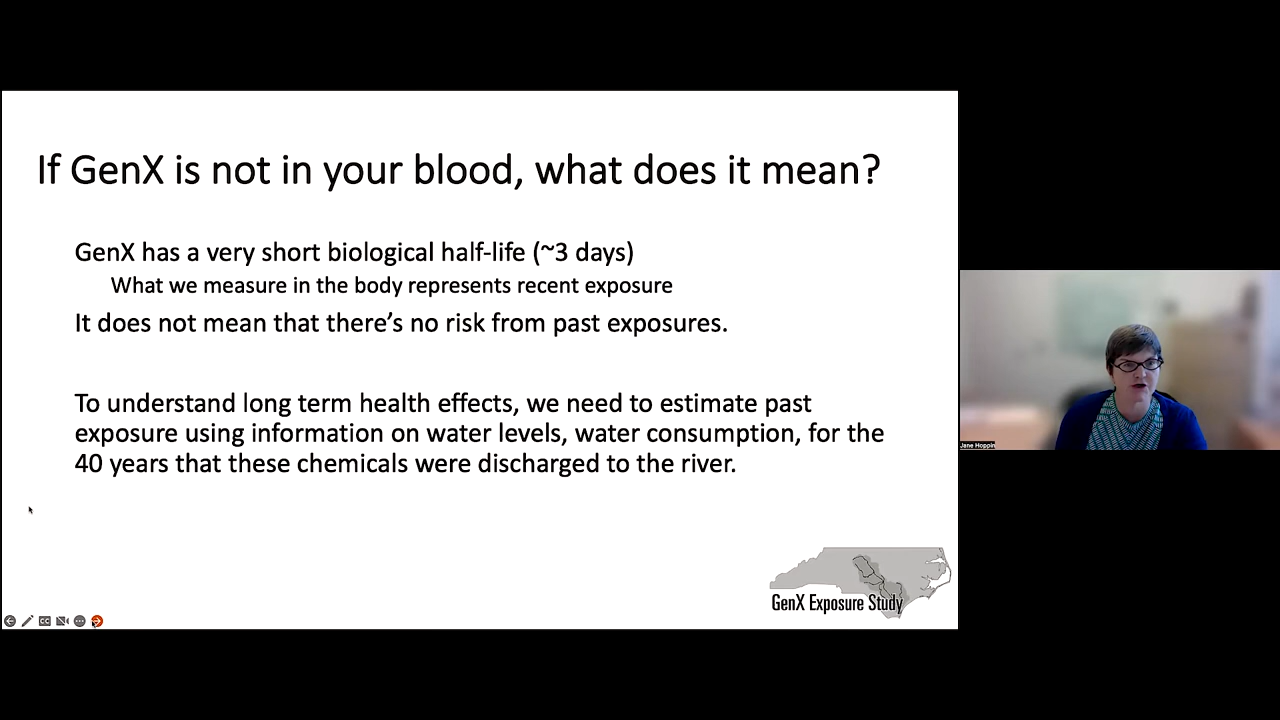 If GenX is not in your blood, what does it mean?
GenX has a very short biological half-life (~3 days)
What we measure in the body represents recent exposure
It does not mean that there's no risk from past exposures.
To understand long term health effects, we need to estimate past
exposure using information on water levels, water consumption, for the
40 years that these chemicals were discharged to the river.
GenX Exposure Study
CC
Jane Hoppin